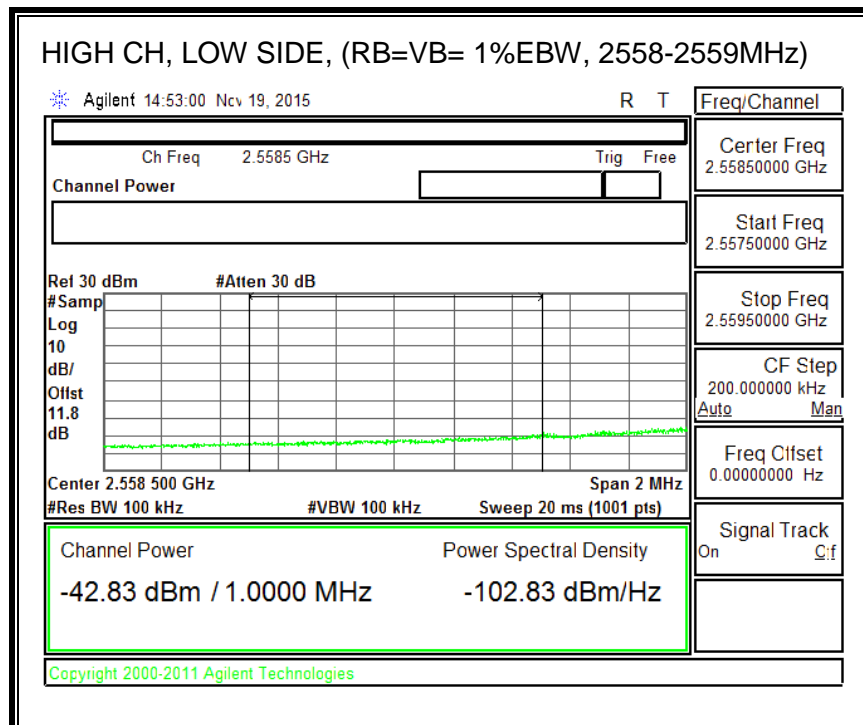 HIGH CH, LOW SIDE, (RB=VB= 1%EBW, 2558-2559MHz)
Agilent 14:53:00 Nov 19, 2015 R T
Freq/Channel
Ch Freq 2.5585 GHz Trig Free
Channel Power
Center Freq
2.55850000 GHz
Start Freq
2.55750000 GHz
Stop Freq
2.55950000 GHz
CF Step
200.000000 kHz
Auto Man
Freq Offset
0.00000000 Hz
Signal Track
On Off
Ref 30 dBm #Atten 30 dB
#Samp
Log
10
dB/
Offst
11.8
dB
Center 2.558 500 GHz Span 2 MHz
#Res BW 100 kHz #VBW 100 kHz Sweep 20 ms (1001 pts)
Channel Power Power Spectral Density
-42.83 dBm / 1.0000 MHz -102.83 dBm/Hz
Copyright 2000-2011 Agilent Technologies